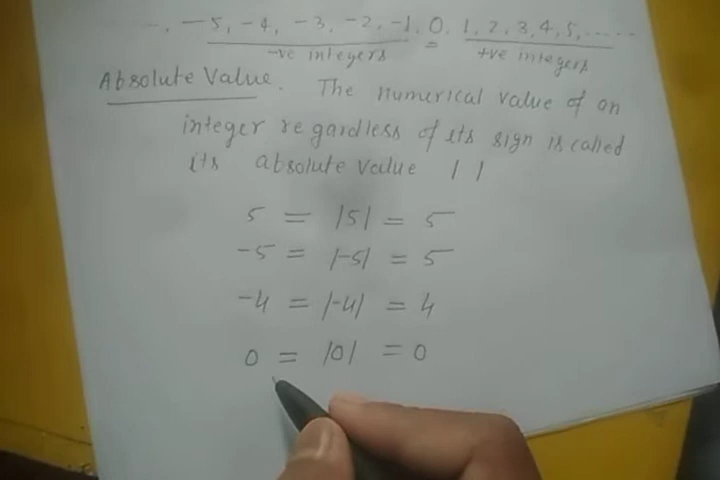 -, -5, -4, -3, -2, -1, 0, 1, 2, 3, 4, 5, .....
-ve integers = +ve integers
Absolute Value. The numerical value of an
integer regardless of its sign is called
its absolute value | |
5 = |5| = 5
-5 = |-5| = 5
-4 = |-4| = 4
0 = |0| = 0